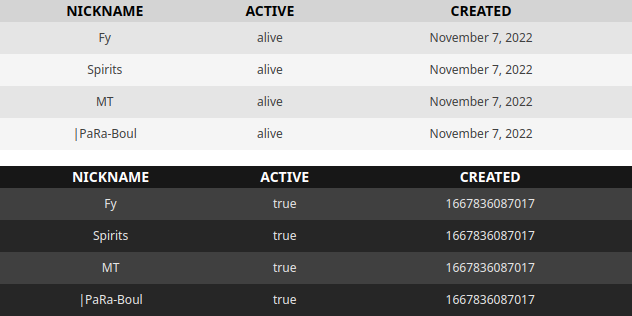 NICKNAME ACTIVE CREATED
Fy alive November 7, 2022
Spirits alive November 7, 2022
MT alive November 7, 2022
|PaRa-Boul alive November 7, 2022
NICKNAME ACTIVE CREATED
Fy true 1667836087017
Spirits true 1667836087017
MT true 1667836087017
|PaRa-Boul true 1667836087017